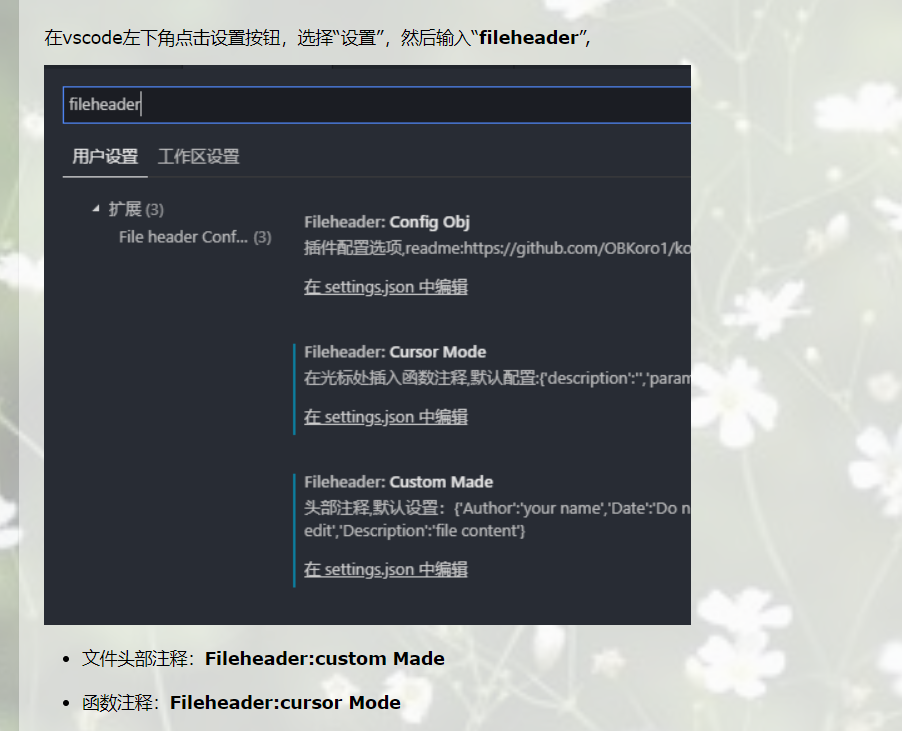 在vscode左下角点击设置按钮，选择“设置”，然后输入“fileheader”,
fileheader
用户设置 工作区设置
扩展 (3)
File header Conf... (3)
Fileheader: Config Obj
插件配置选项,readme:https://github.com/OBKoro1/ko
在 settings.json 中编辑
Fileheader: Cursor Mode
在光标处插入函数注释,默认配置:{'description':'','param
在 settings.json 中编辑
Fileheader: Custom Made
头部注释,默认设置：{'Author':'your name','Date':'Do n
edit','Description':'file content'}
在 settings.json 中编辑
文件头部注释：Fileheader:custom Made
函数注释：Fileheader:cursor Mode